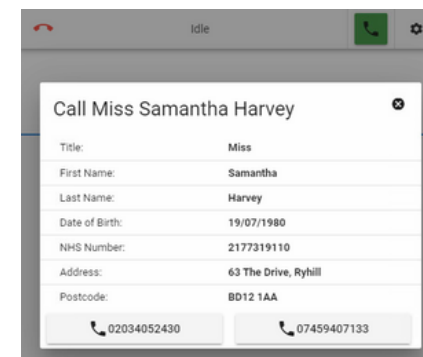 Idle
Call Miss Samantha Harvey
Title: Miss
First Name: Samantha
Last Name: Harvey
Date of Birth: 19/07/1980
NHS Number: 2177319110
Address: 63 The Drive, Ryhill
Postcode: BD12 1AA
02034052430 07459407133